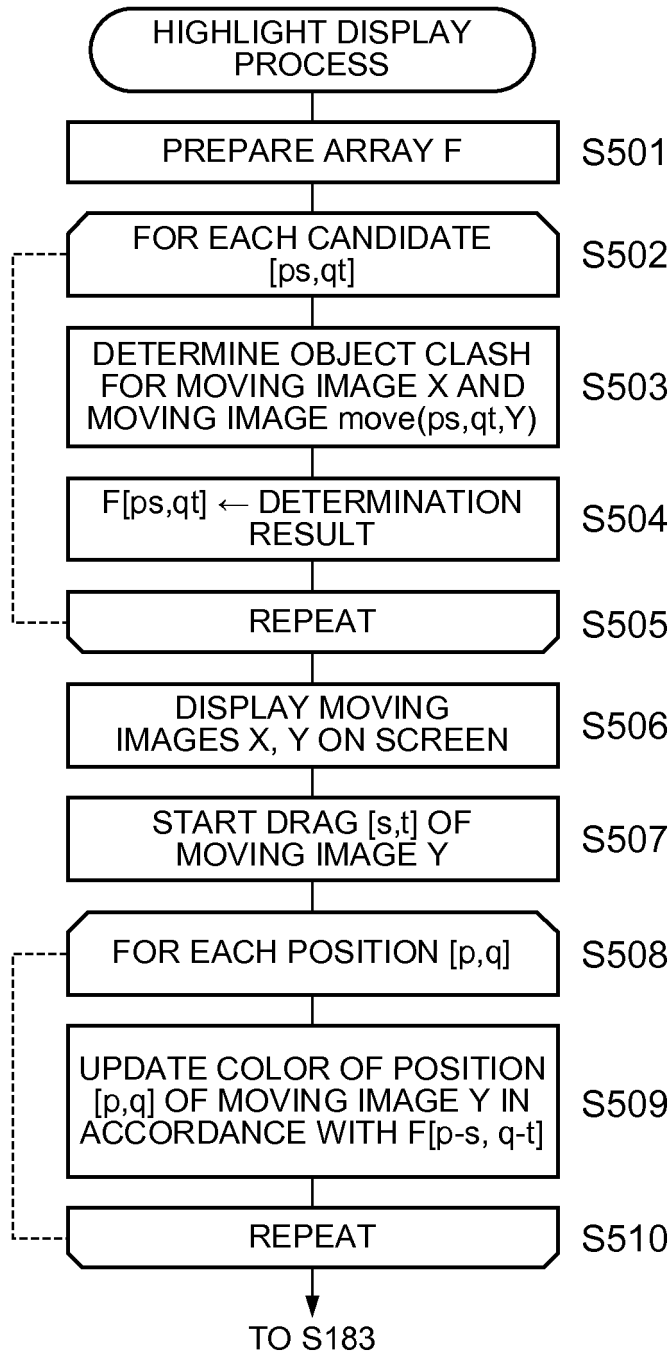 HIGHLIGHT DISPLAY
PROCESS
PREPARE ARRAY F
S501
FOR EACH CANDIDATE
[ps,qt]
S502
DETERMINE OBJECT CLASH
FOR MOVING IMAGE X AND
MOVING IMAGE move(ps,qt,Y)
S503
F[ps,qt] ← DETERMINATION
RESULT
S504
REPEAT
S505
DISPLAY MOVING
IMAGES X, Y ON SCREEN
S506
START DRAG [s,t] OF
MOVING IMAGE Y
S507
FOR EACH POSITION [p,q]
S508
UPDATE COLOR OF POSITION
[p,q] OF MOVING IMAGE Y IN
ACCORDANCE WITH F[p-s, q-t]
S509
REPEAT
S510
TO S183